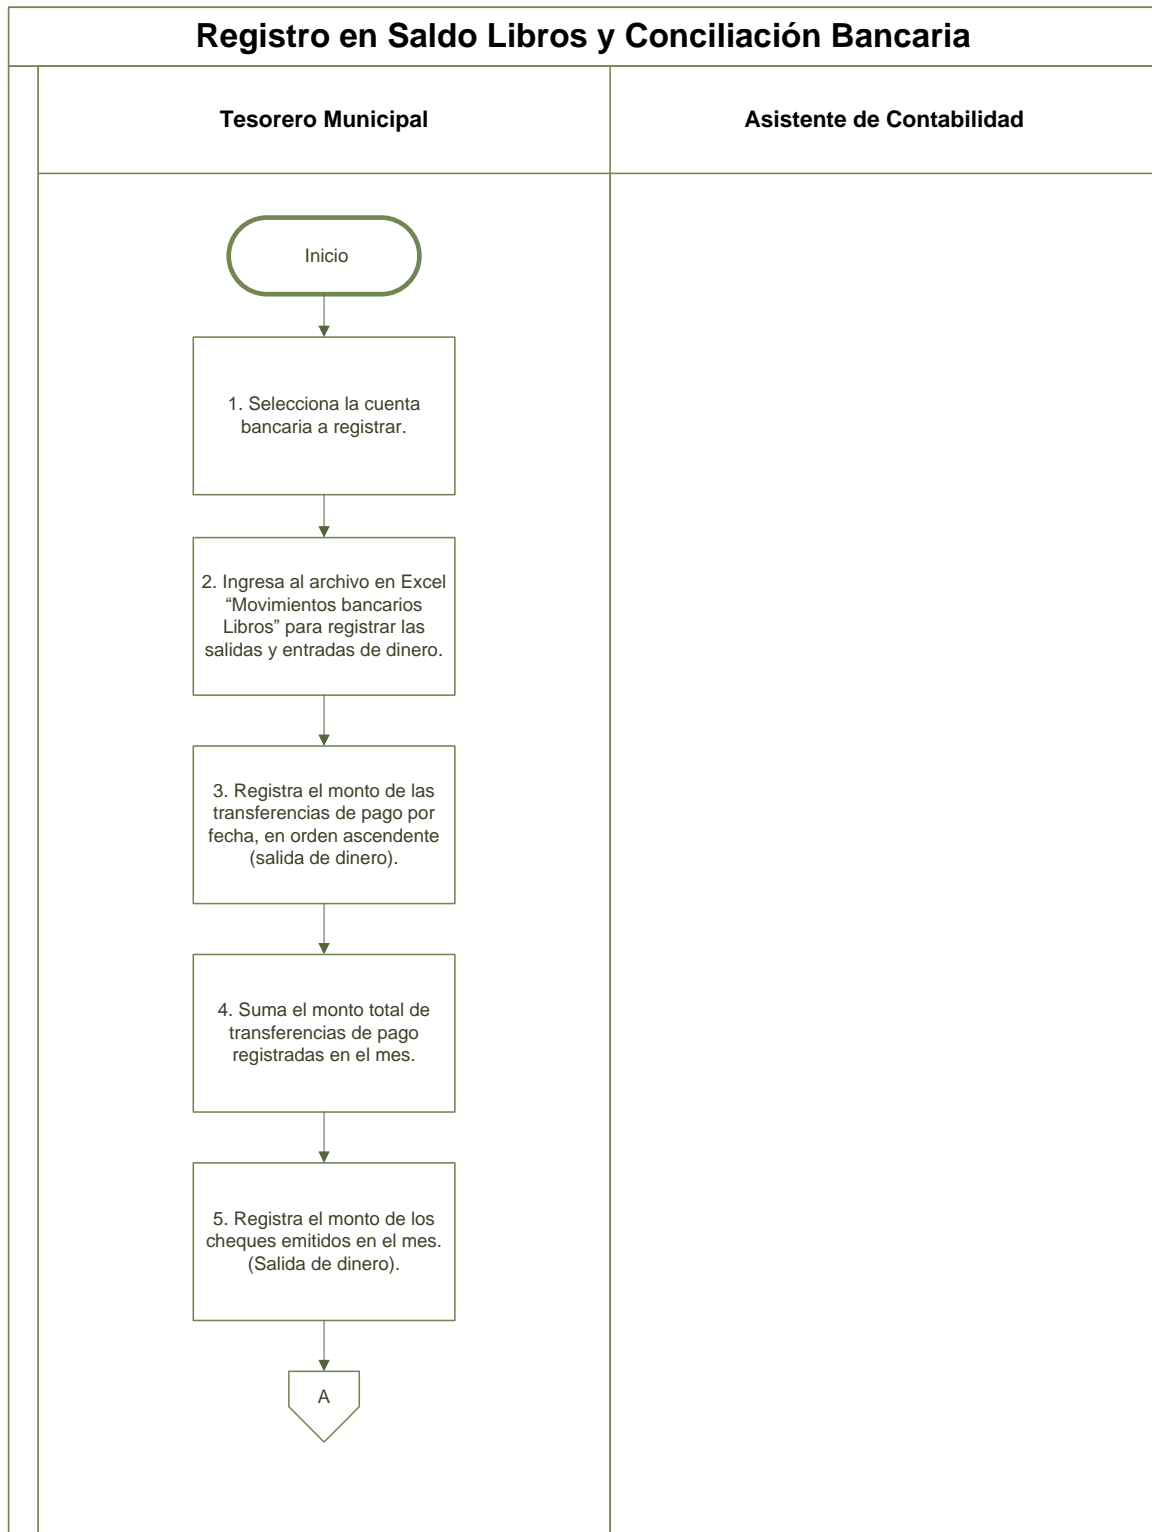 Registro en Saldo Libros y Conciliación Bancaria
Tesorero Municipal
Asistente de Contabilidad
Inicio
1. Selecciona la cuenta
bancaria a registrar.
2. Ingresa al archivo en Excel
“Movimientos bancarios
Libros” para registrar las
salidas y entradas de dinero.
3. Registra el monto de las
transferencias de pago por
fecha, en orden ascendente
(salida de dinero).
4. Suma el monto total de
transferencias de pago
registradas en el mes.
5. Registra el monto de los
cheques emitidos en el mes.
(Salida de dinero).
A